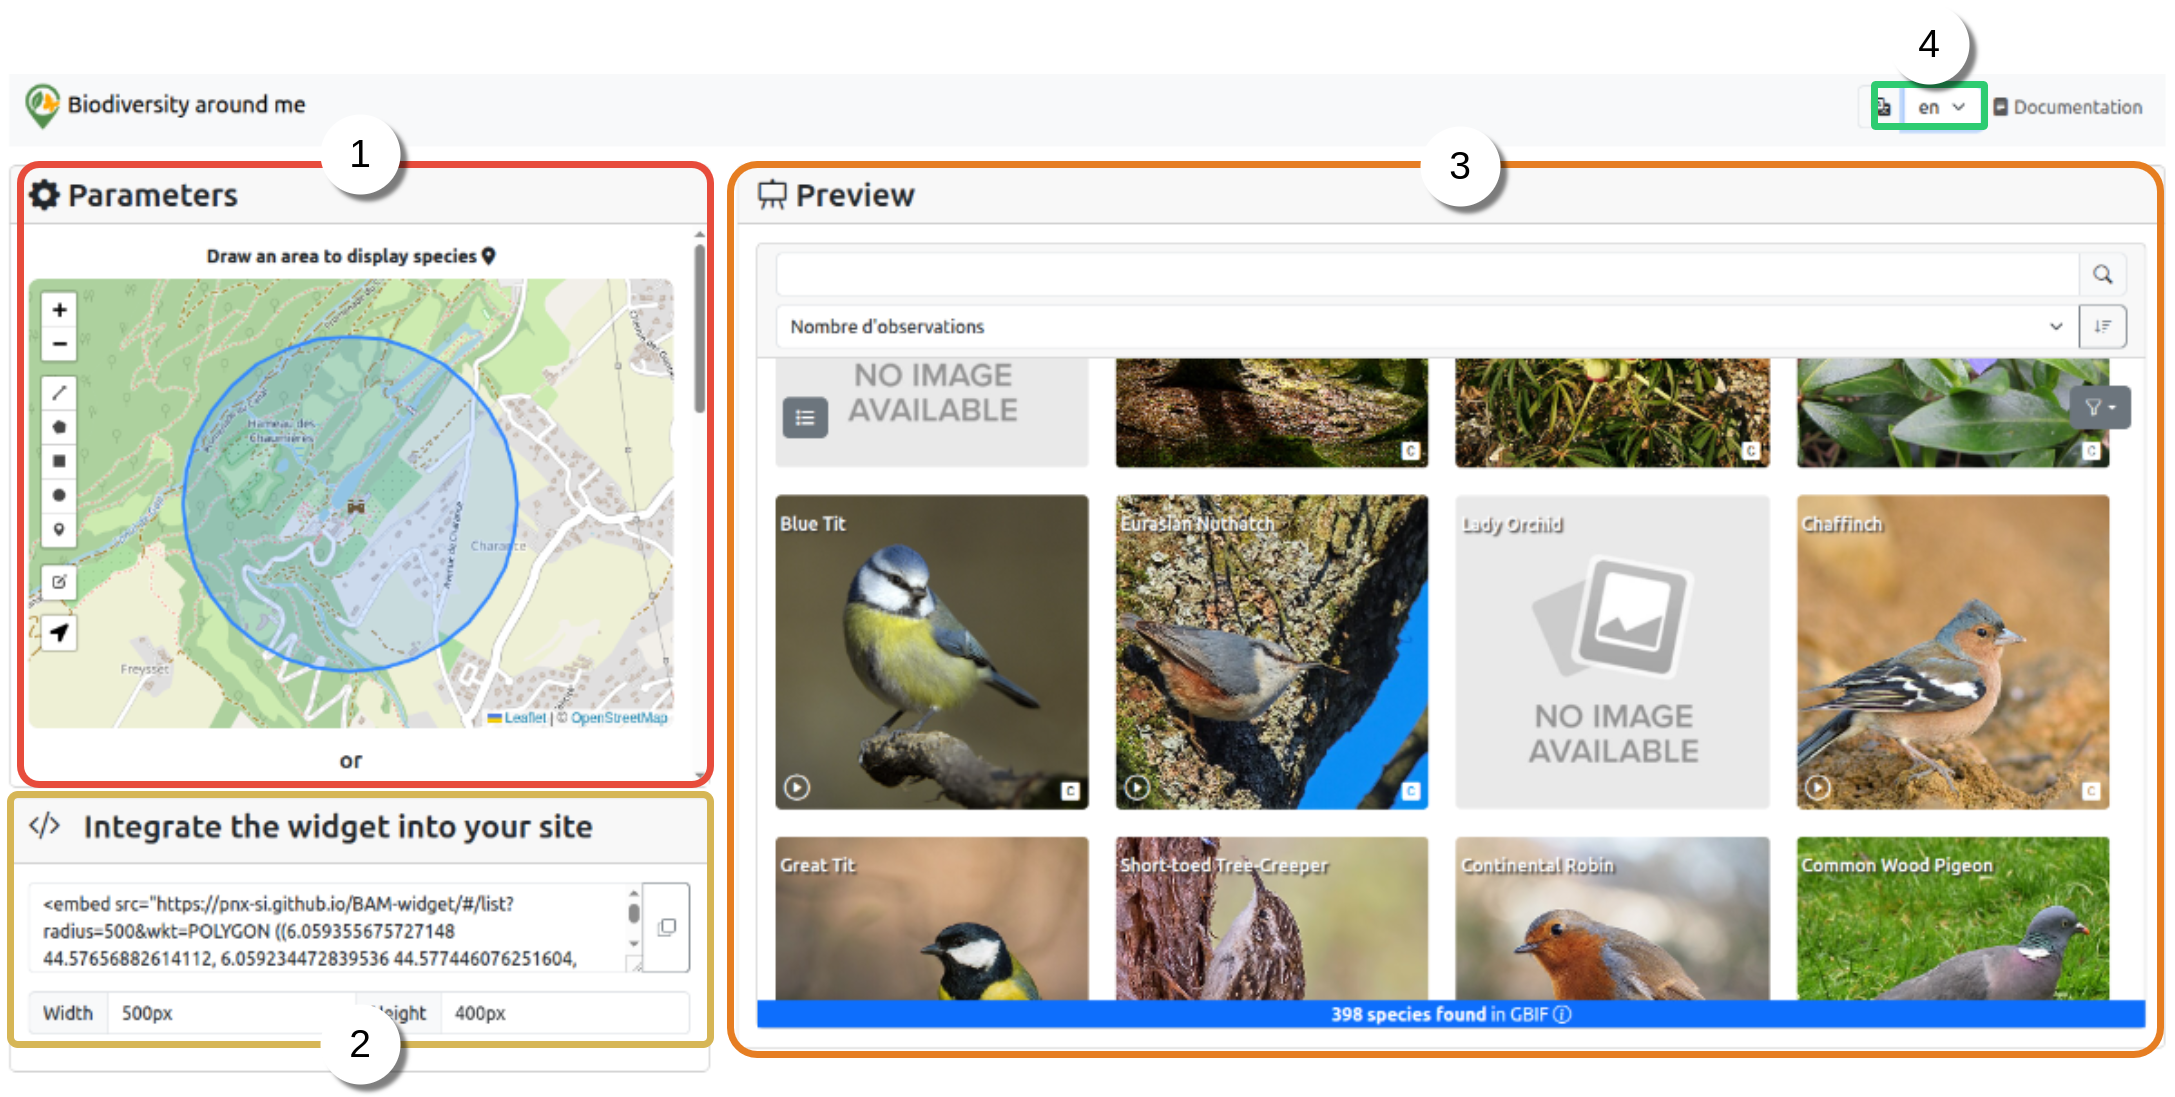 4
Biodiversity around me
en
Documentation
1
3
Parameters
Preview
Draw an area to display species
+
−
Hameau des
Chaumières
Charance
Avenue de Charance
Freysset
Leaflet | © OpenStreetMap
or
Nombre d'observations
NO IMAGE
AVAILABLE
C
C
C
Blue Tit
Eurasian Nuthatch
Lady Orchid
Chaffinch
NO IMAGE
AVAILABLE
C
C
C
Great Tit
Short-toed Tree-Creeper
Continental Robin
Common Wood Pigeon
398 species found in GBIF
</> Integrate the widget into your site
<embed src="https://pnx-si.github.io/BAM-widget/#/list?
radius=500&wkt=POLYGON ((6.059355675727148
44.57656882614112, 6.059234472839536 44.577446076251604,
Width 500px
eight 400px
2